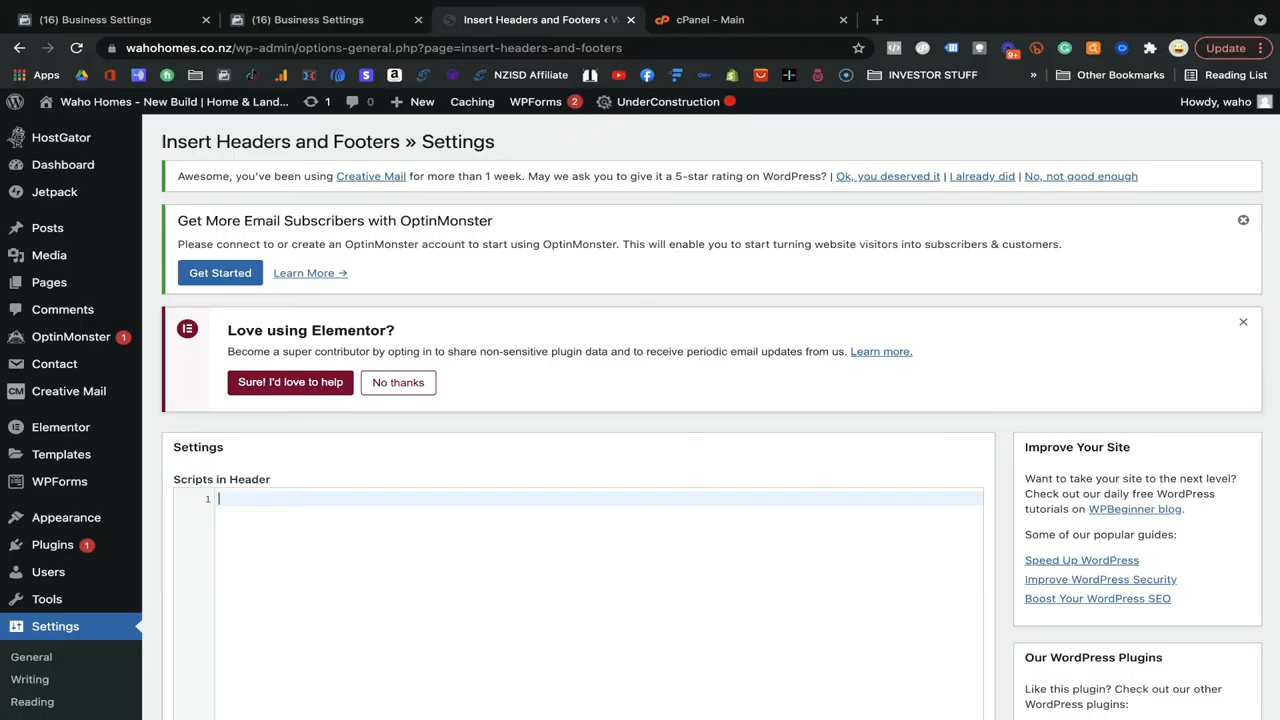 (16) Business Settings
(16) Business Settings
Insert Headers and Footers ‹ W
cPanel - Main
wahohomes.co.nz/wp-admin/options-general.php?page=insert-headers-and-footers
Update
Apps
9+
NZISD Affiliate
INVESTOR STUFF
»
Other Bookmarks
Reading List
Waho Homes - New Build | Home & Land...
1
0
New
Caching
WPForms 2
UnderConstruction
Howdy, waho
HostGator
Dashboard
Jetpack
Posts
Media
Pages
Comments
OptinMonster 1
Contact
CM Creative Mail
Elementor
Templates
WPForms
Appearance
Plugins 1
Users
Tools
Settings
General
Writing
Reading
Insert Headers and Footers » Settings
Awesome, you've been using Creative Mail for more than 1 week. May we ask you to give it a 5-star rating on WordPress? | Ok, you deserved it | I already did | No, not good enough
Get More Email Subscribers with OptinMonster
Please connect to or create an OptinMonster account to start using OptinMonster. This will enable you to start turning website visitors into subscribers & customers.
Get Started
Learn More →
Love using Elementor?
Become a super contributor by opting in to share non-sensitive plugin data and to receive periodic email updates from us. Learn more.
Sure! I'd love to help
No thanks
Settings
Scripts in Header
1
Improve Your Site
Want to take your site to the next level?
Check out our daily free WordPress
tutorials on WPBeginner blog.
Some of our popular guides:
Speed Up WordPress
Improve WordPress Security
Boost Your WordPress SEO
Our WordPress Plugins
Like this plugin? Check out our other
WordPress plugins: